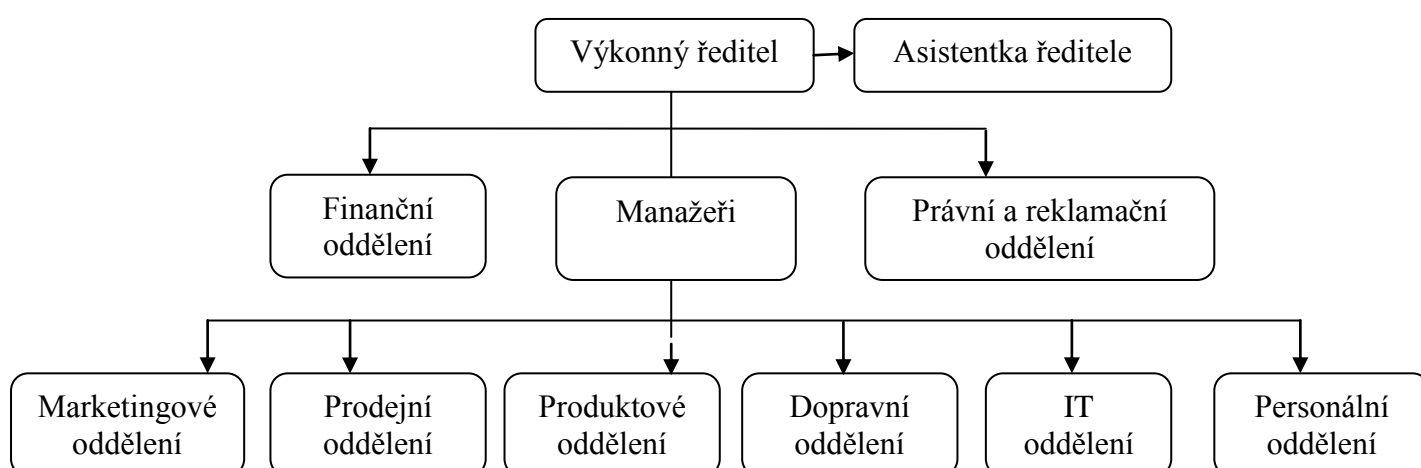 Výkonný ředitel
Asistentka ředitele
Finanční
oddělení
Manažeři
Právní a reklamační
oddělení
Marketingové
oddělení
Prodejní
oddělení
Produktové
oddělení
Dopravní
oddělení
IT
oddělení
Personální
oddělení